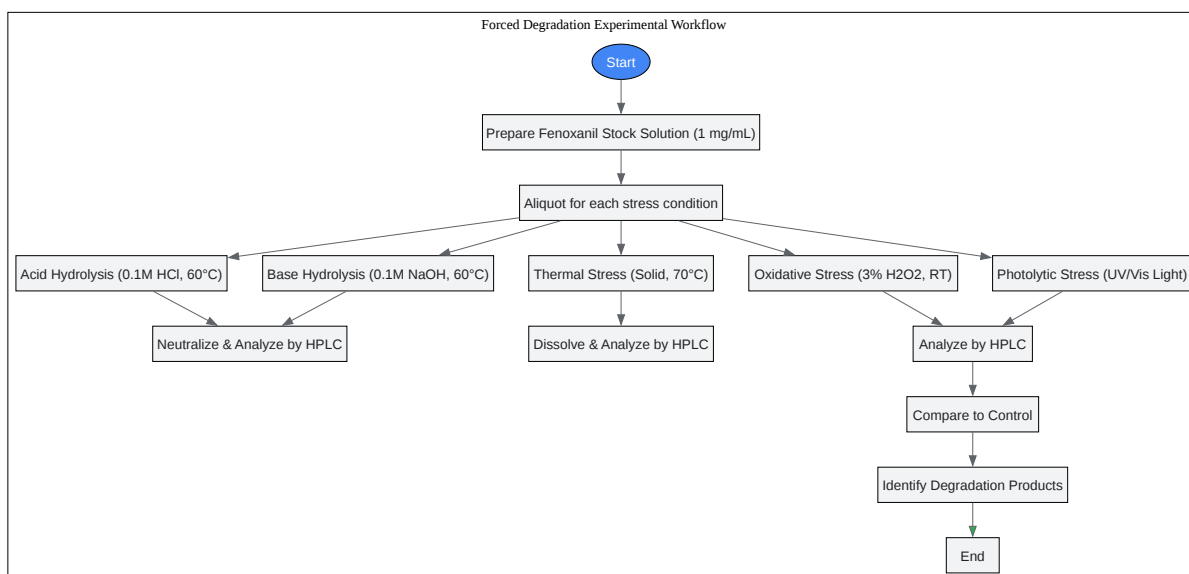 Forced Degradation Experimental Workflow
Start
Prepare Fenoxanil Stock Solution (1 mg/mL)
Aliquot for each stress condition
Acid Hydrolysis (0.1M HCl, 60°C)
Base Hydrolysis (0.1M NaOH, 60°C)
Thermal Stress (Solid, 70°C)
Oxidative Stress (3% H2O2, RT)
Photolytic Stress (UV/Vis Light)
Neutralize & Analyze by HPLC
Dissolve & Analyze by HPLC
Analyze by HPLC
Compare to Control
Identify Degradation Products
End